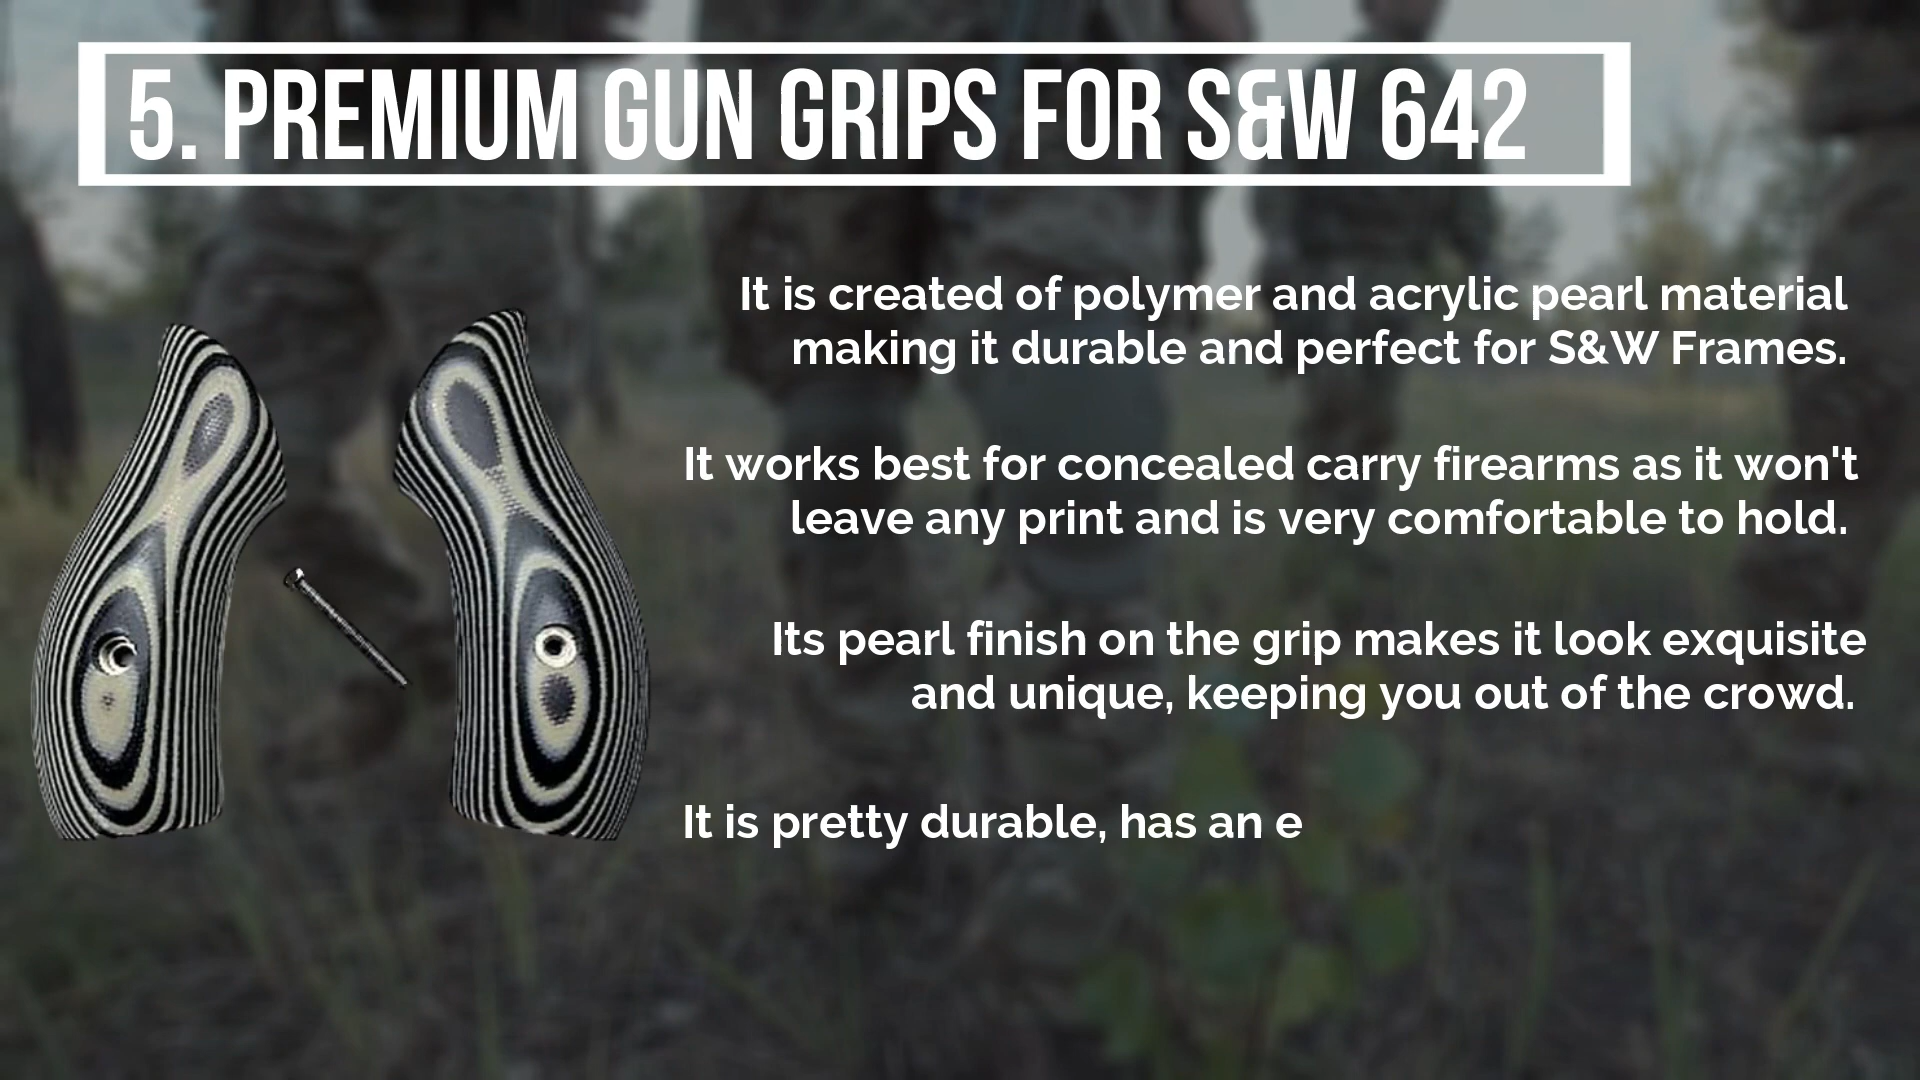 5. PREMIUM GUN GRIPS FOR S&W 642
It is created of polymer and acrylic pearl material
making it durable and perfect for S&W Frames.
It works best for concealed carry firearms as it won't
leave any print and is very comfortable to hold.
Its pearl finish on the grip makes it look exquisite
and unique, keeping you out of the crowd.
It is pretty durable, has an e